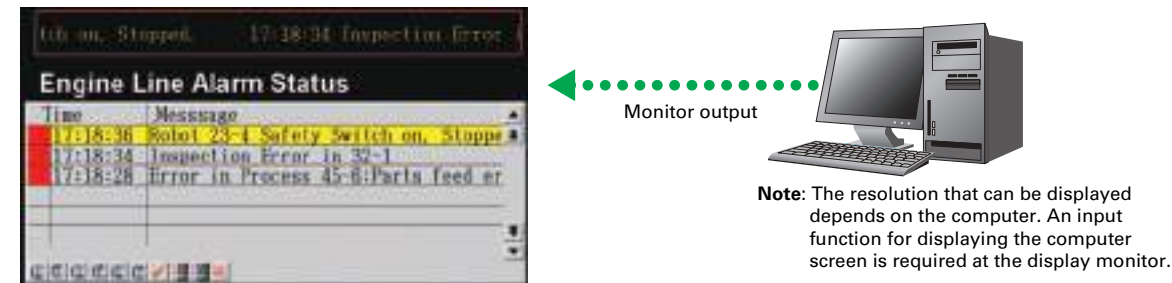 tch on, Stopped. 17:18:34 Inspection Error
Engine Line Alarm Status
Time Messsage
17:18:36 Robot 23-4 Safety Switch on, Stoppe
17:18:34 Inspection Error in 32-1
17:18:28 Error in Process 45-6:Parts feed er
Monitor output
Note: The resolution that can be displayed
depends on the computer. An input
function for displaying the computer
screen is required at the display monitor.